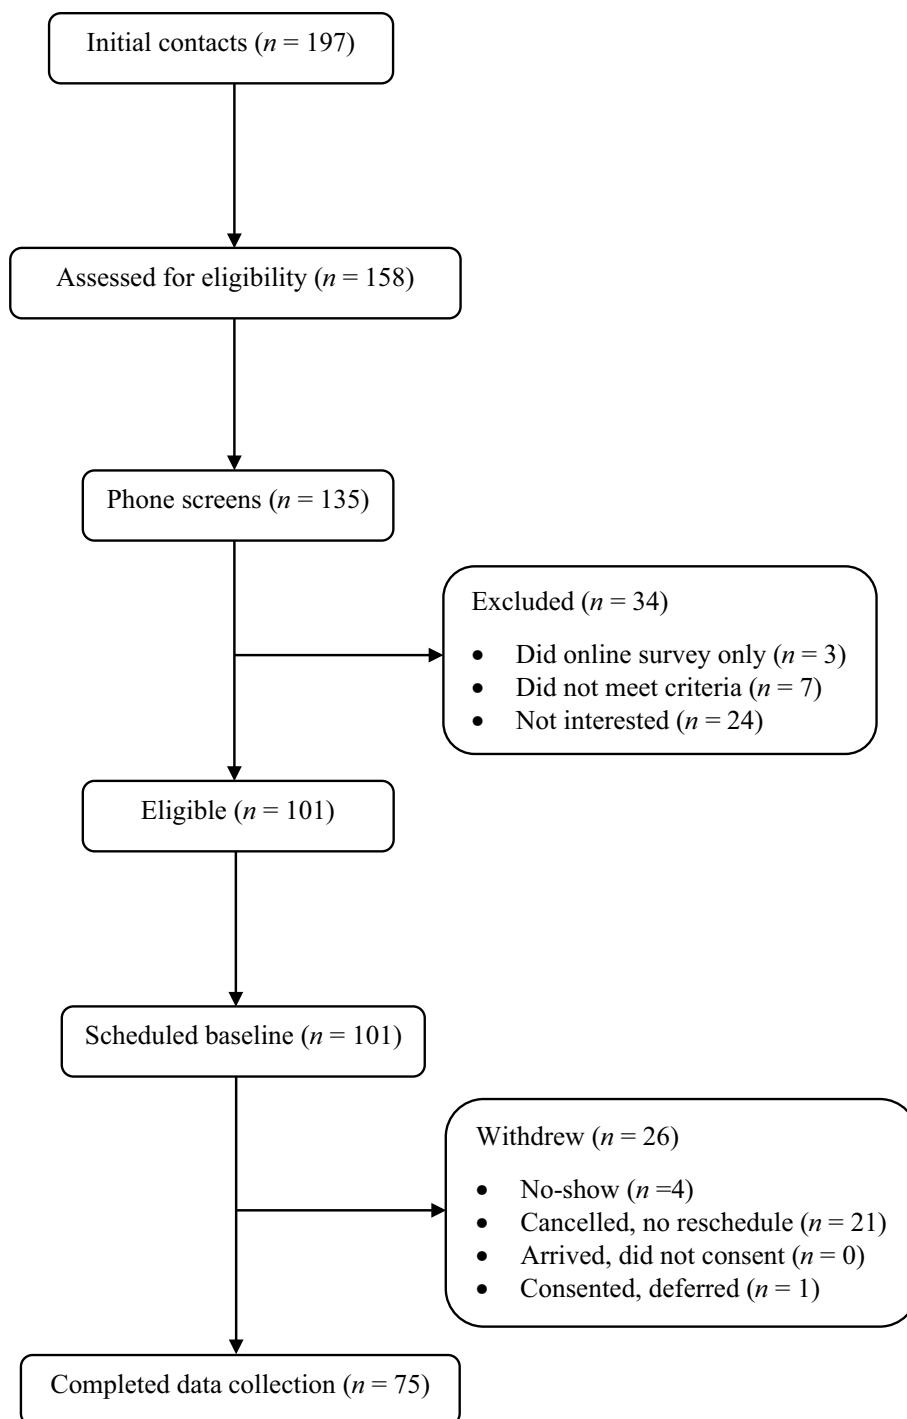 Initial contacts (n = 197)
Assessed for eligibility (n = 158)
Phone screens (n = 135)
Excluded (n = 34)
• Did online survey only (n = 3)
• Did not meet criteria (n = 7)
• Not interested (n = 24)
Eligible (n = 101)
Scheduled baseline (n = 101)
Withdrew (n = 26)
• No-show (n =4)
• Cancelled, no reschedule (n = 21)
• Arrived, did not consent (n = 0)
• Consented, deferred (n = 1)
Completed data collection (n = 75)